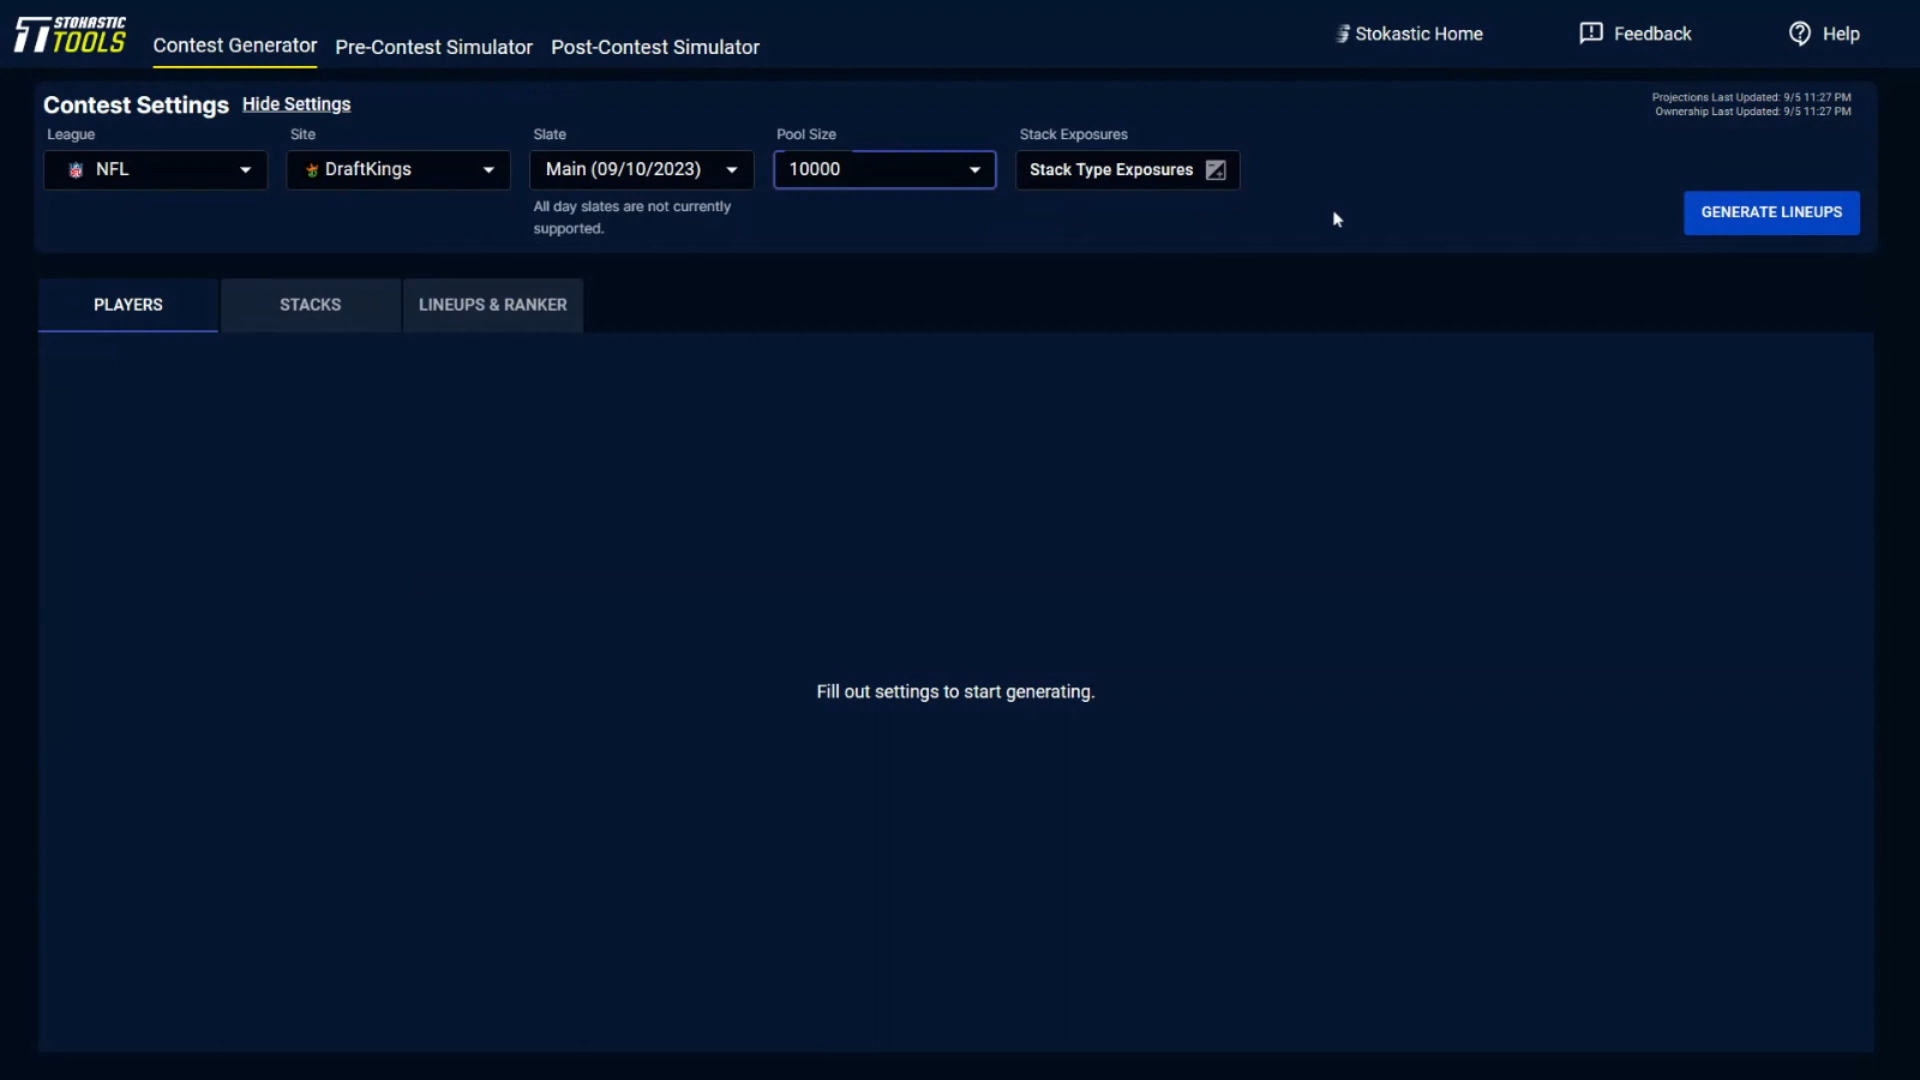 STOKASTIC
TOOLS
Contest Generator
Pre-Contest Simulator
Post-Contest Simulator
Stokastic Home
Feedback
Help
Contest Settings
Hide Settings
Projections Last Updated: 9/5 11:27 PM
Ownership Last Updated: 9/5 11:27 PM
League
Site
Slate
Pool Size
Stack Exposures
NFL
DraftKings
Main (09/10/2023)
10000
Stack Type Exposures
All day slates are not currently
supported.
GENERATE LINEUPS
PLAYERS
STACKS
LINEUPS & RANKER
Fill out settings to start generating.